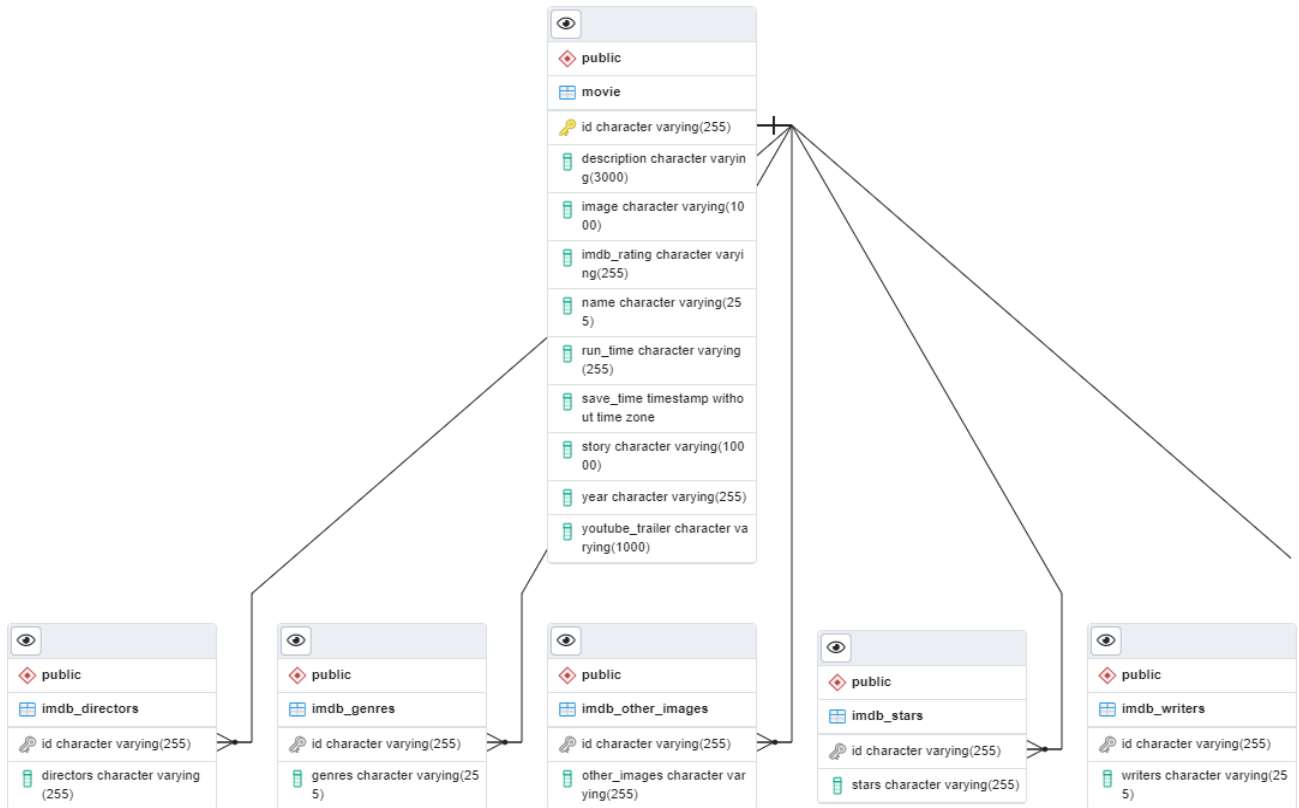 public
movie
id character varying(255)
description character varyin
g(3000)
image character varying(10
00)
imdb_rating character varyi
ng(255)
name character varying(25
5)
run_time character varying
(255)
save_time timestamp witho
ut time zone
story character varying(100
00)
year character varying(255)
youtube_trailer character va
rying(1000)
public
imdb_directors
id character varying(255)
directors character varying
(255)
public
imdb_genres
id character varying(255)
genres character varying(25
5)
public
imdb_other_images
id character varying(255)
other_images character var
ying(255)
public
imdb_stars
id character varying(255)
stars character varying(255)
public
imdb_writers
id character varying(255)
writers character varying(25
5)